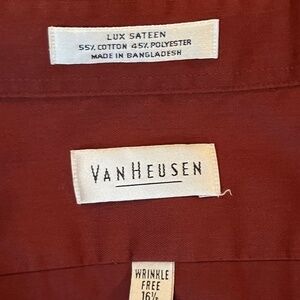 LUX SATEEN
55% COTTON 45% POLYESTER
MADE IN BANGLADESH
VAN HEUSEN
WRINKLE
FREE
16½